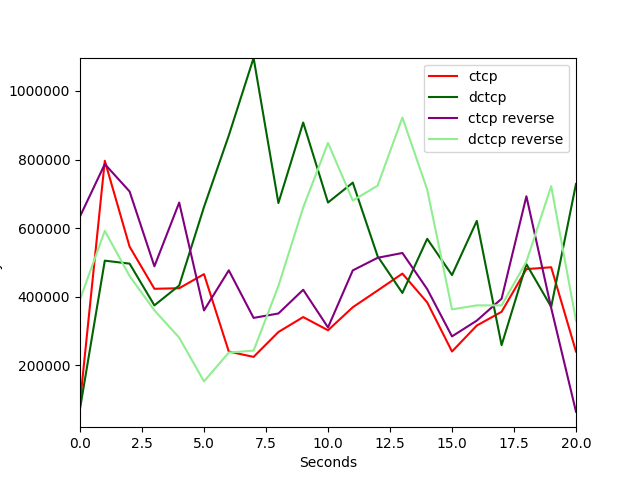 1000000
800000
600000
400000
200000
0.0 2.5 5.0 7.5 10.0 12.5 15.0 17.5 20.0
Seconds
ctcp
dctcp
ctcp reverse
dctcp reverse